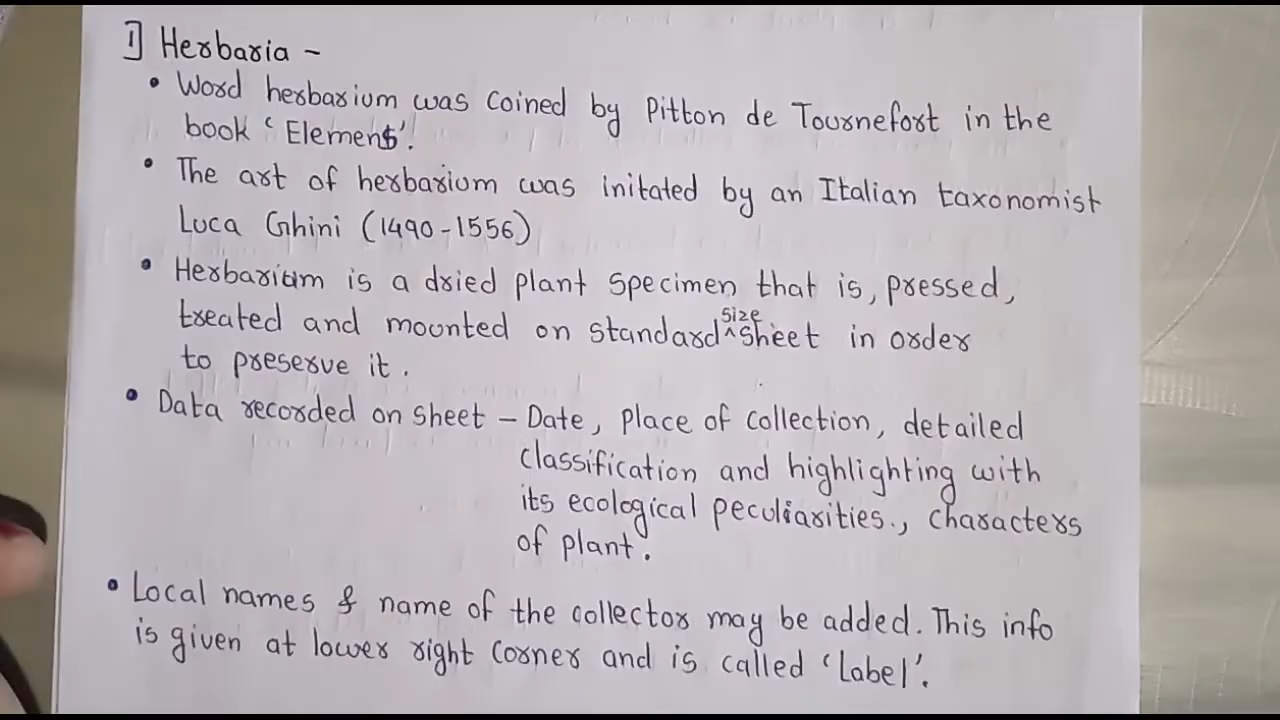 1] Herbaria -
• Word herbarium was coined by Pitton de Tournefort in the
book 'Elements'.
• The art of herbarium was initated by an Italian taxonomist
Luca Ghini (1490-1556)
• Herbarium is a dried plant specimen that is, pressed,
treated and mounted on standard ^size sheet in order
to preserve it.
• Data recorded on sheet – Date, place of collection, detailed
classification and highlighting with
its ecological peculiarities., characters
of plant.
• Local names & name of the collector may be added. This info
is given at lower right corner and is called 'Label'.